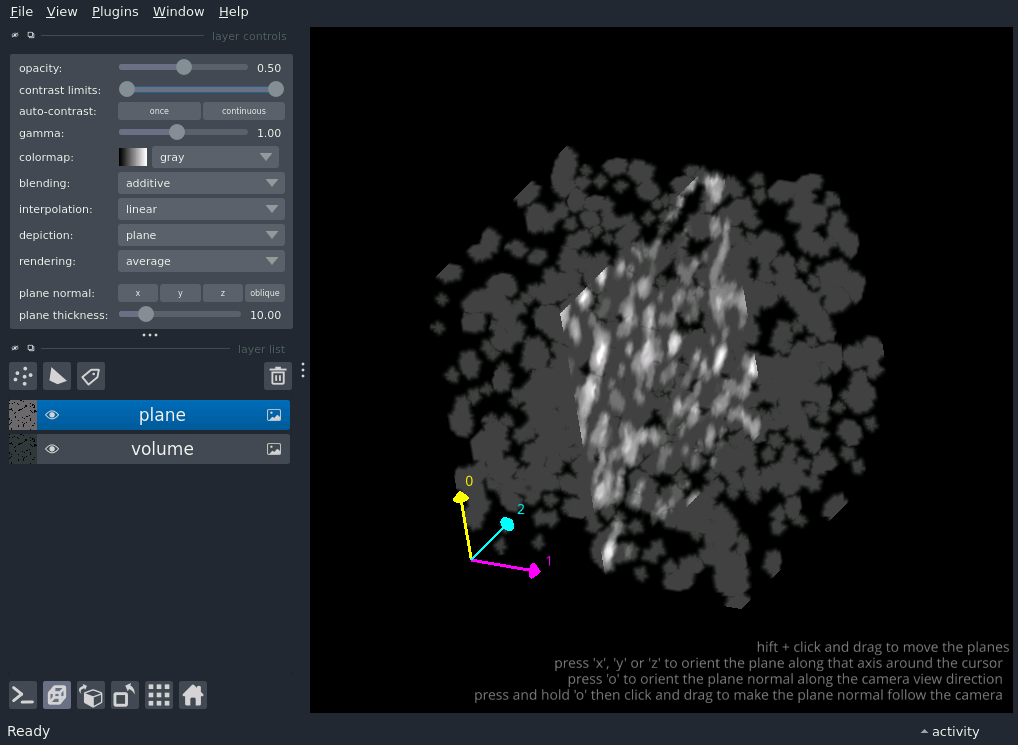 File View Plugins Window Help
layer controls
opacity: 0.50
contrast limits:
auto-contrast: once continuous
gamma: 1.00
colormap: gray
blending: additive
interpolation: linear
depiction: plane
rendering: average
plane normal: x y z oblique
plane thickness: 10.00
layer list
plane
volume
0
2
1
hift + click and drag to move the planes
press 'x', 'y' or 'z' to orient the plane along that axis around the cursor
press 'o' to orient the plane normal along the camera view direction
press and hold 'o' then click and drag to make the plane normal follow the camera
Ready activity